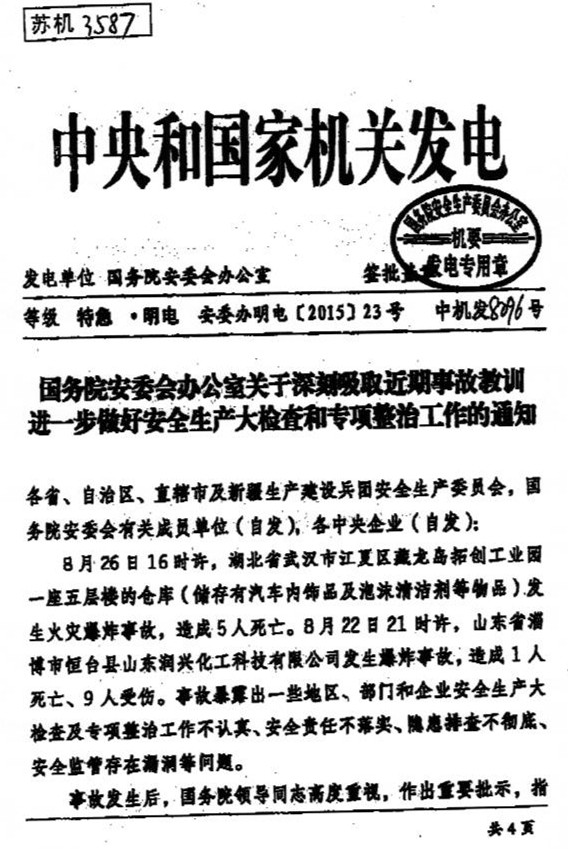 苏机 3587
中央和国家机关发电
国务院安全生产委员会办公室
机要
发电专用章
发电单位 国务院安委会办公室 签批盖章
等级 特急·明电 安委办明电〔2015〕23号 中机发8096号
国务院安委会办公室关于深刻吸取近期事故教训
进一步做好安全生产大检查和专项整治工作的通知
各省、自治区、直辖市及新疆生产建设兵团安全生产委员会，国
务院安委会有关成员单位（自发），各中央企业（自发）：
8月26日16时许，湖北省武汉市江夏区藏龙岛拓创工业园
一座五层楼的仓库（储存有汽车内饰品及泡沫清洁剂等物品）发
生火灾爆炸事故，造成5人死亡。8月22日21时许，山东省淄
博市恒台县山东润兴化工科技有限公司发生爆炸事故，造成1人
死亡、9人受伤。事故暴露出一些地区、部门和企业安全生产大
检查及专项整治工作不认真、安全责任不落实、隐患排查不彻底、
安全监管存在漏洞等问题。
事故发生后，国务院领导同志高度重视，作出重要批示，指
共4页